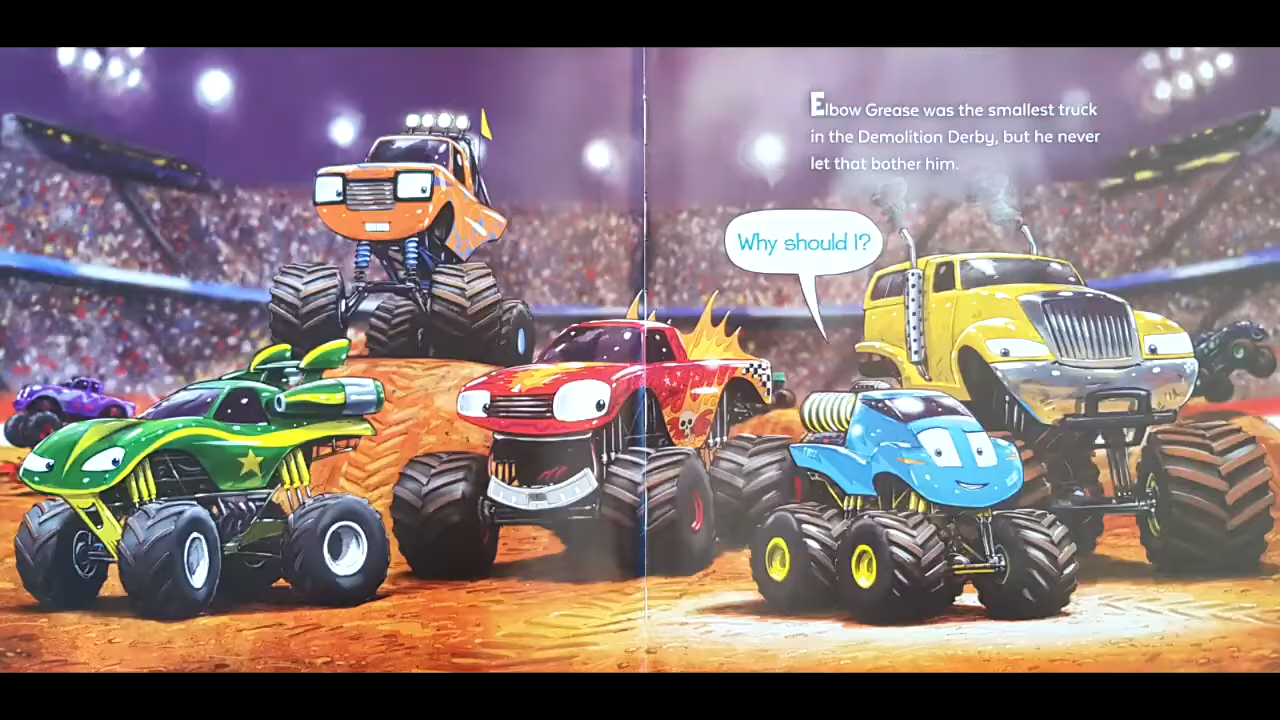 Elbow Grease was the smallest truck
in the Demolition Derby, but he never
let that bother him.
Why should I?